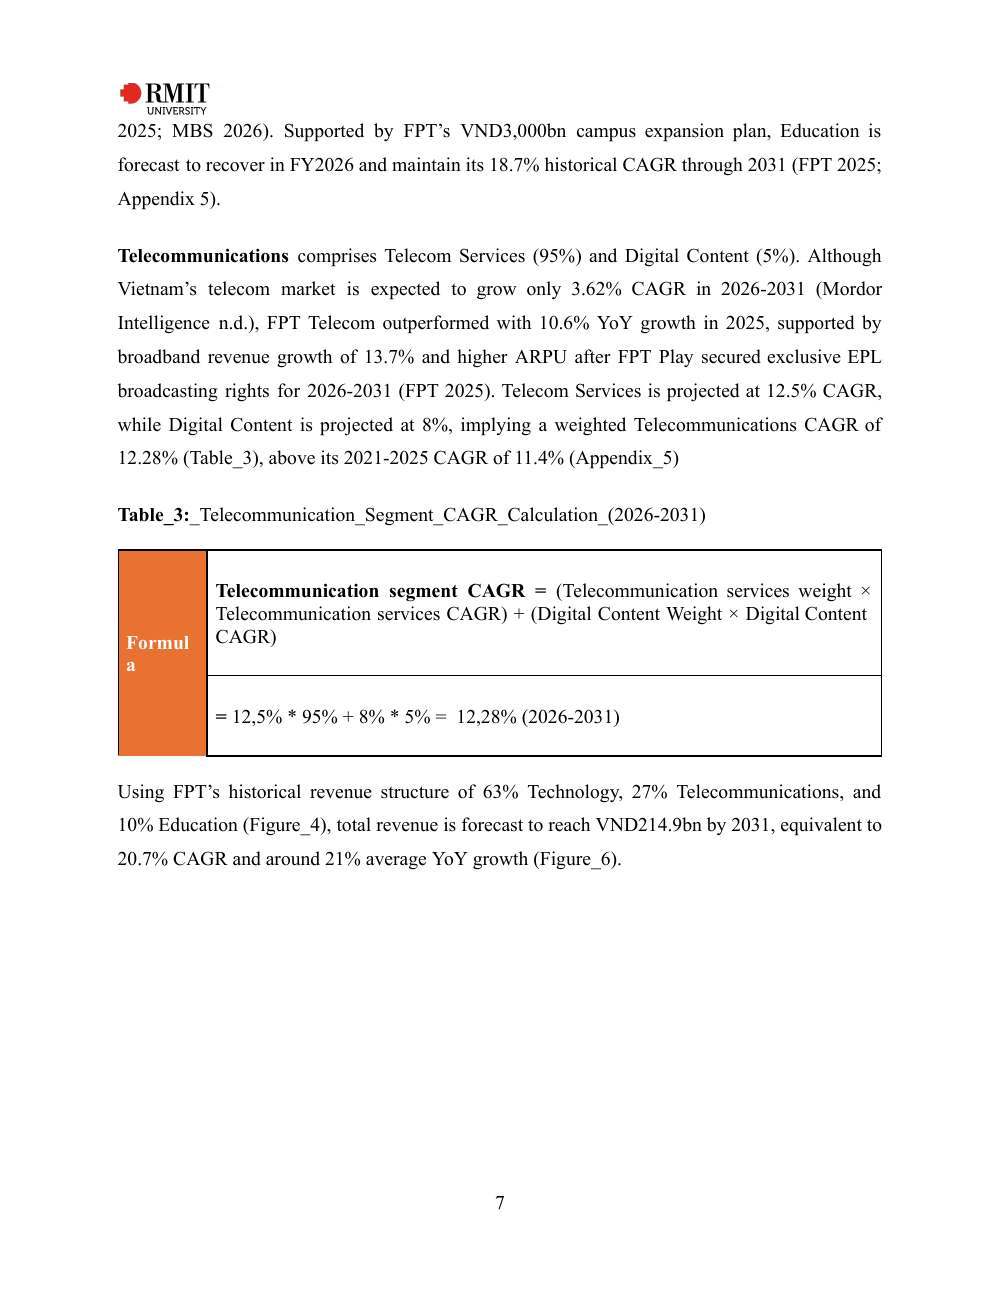 RMIT
UNIVERSITY
2025; MBS 2026). Supported by FPT’s VND3,000bn campus expansion plan, Education is
forecast to recover in FY2026 and maintain its 18.7% historical CAGR through 2031 (FPT 2025;
Appendix 5).
Telecommunications comprises Telecom Services (95%) and Digital Content (5%). Although
Vietnam’s telecom market is expected to grow only 3.62% CAGR in 2026-2031 (Mordor
Intelligence n.d.), FPT Telecom outperformed with 10.6% YoY growth in 2025, supported by
broadband revenue growth of 13.7% and higher ARPU after FPT Play secured exclusive EPL
broadcasting rights for 2026-2031 (FPT 2025). Telecom Services is projected at 12.5% CAGR,
while Digital Content is projected at 8%, implying a weighted Telecommunications CAGR of
12.28% (Table_3), above its 2021-2025 CAGR of 11.4% (Appendix_5)
Table_3:_Telecommunication_Segment_CAGR_Calculation_(2026-2031)
Formul
a
Telecommunication segment CAGR = (Telecommunication services weight ×
Telecommunication services CAGR) + (Digital Content Weight × Digital Content
CAGR)
= 12,5% * 95% + 8% * 5% = 12,28% (2026-2031)
Using FPT’s historical revenue structure of 63% Technology, 27% Telecommunications, and
10% Education (Figure_4), total revenue is forecast to reach VND214.9bn by 2031, equivalent to
20.7% CAGR and around 21% average YoY growth (Figure_6).
7